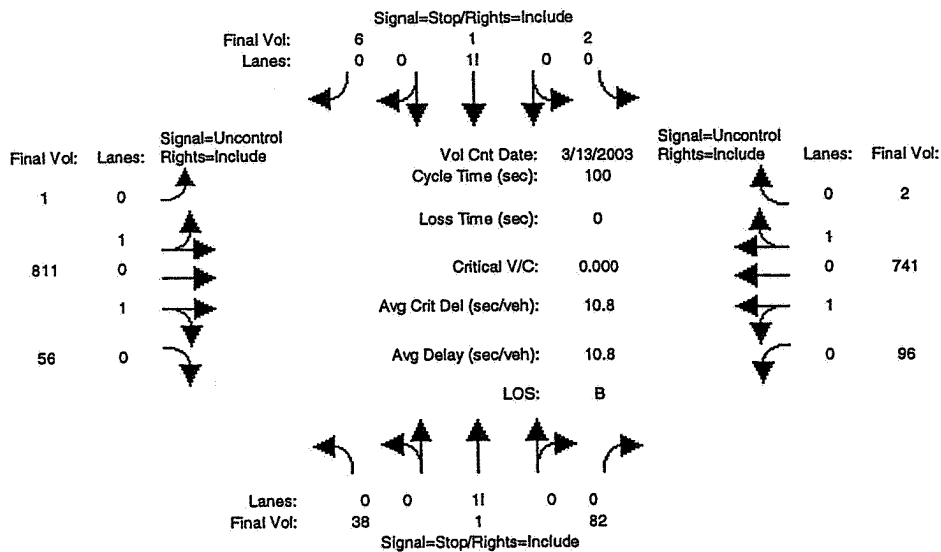 Signal=Stop/Rights=Include
Final Vol: 6 1 2
Lanes: 0 0 1! 0 0
Signal=Uncontrol
Final Vol: Lanes: Rights=Include
Vol Cnt Date: 3/13/2003
Signal=Uncontrol
Rights=Include Lanes: Final Vol:
Cycle Time (sec): 100
1 0
0 2
Loss Time (sec): 0
1
1
811 0
Critical V/C: 0.000
0 741
1
Avg Crit Del (sec/veh): 10.8
1
56 0
Avg Delay (sec/veh): 10.8
0 96
LOS: B
Lanes: 0 0 1! 0 0
Final Vol: 38 1 82
Signal=Stop/Rights=Include